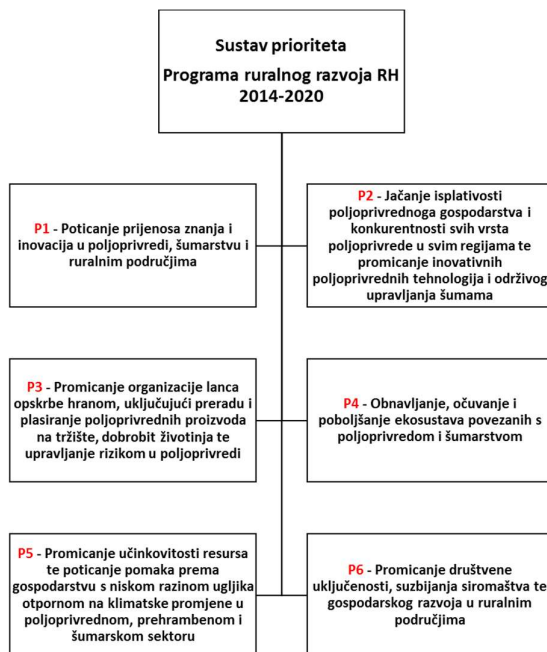 Sustav prioriteta
Programa ruralnog razvoja RH
2014-2020
P1 - Poticanje prijenosa znanja i
inovacija u poljoprivredi, šumarstvu i
ruralnim područjima
P2 - Jačanje isplativosti
poljoprivrednoga gospodarstva i
konkurentnosti svih vrsta
poljoprivrede u svim regijama te
promicanje inovativnih
poljoprivrednih tehnologija i održivog
upravljanja šumama
P3 - Promicanje organizacije lanca
opskrbe hranom, uključujući preradu i
plasiranje poljoprivrednih proizvoda
na tržište, dobrobit životinja te
upravljanje rizikom u poljoprivredi
P4 - Obnavljanje, očuvanje i
poboljšanje ekosustava povezanih s
poljoprivredom i šumarstvom
P5 - Promicanje učinkovitosti resursa
te poticanje pomaka prema
gospodarstvu s niskom razinom ugljika
otpornom na klimatske promjene u
poljoprivrednom, prehrambenom i
šumarskom sektoru
P6 - Promicanje društvene
uključenosti, suzbijanja siromaštva te
gospodarskog razvoja u ruralnim
područjima